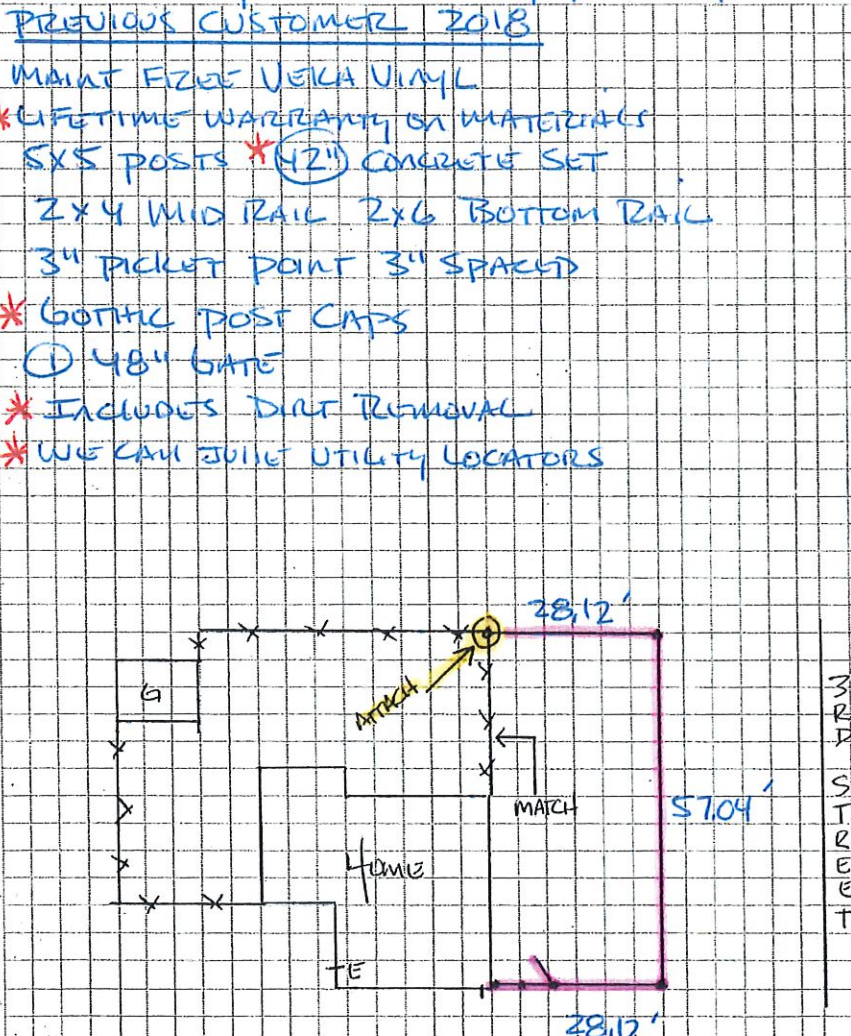 PREVIOUS CUSTOMER 2018
MAINT FREE VEKA VINYL
*LIFETIME WARRANTY ON MATERIALS
5X5 POSTS *42" CONCRETE SET
2X4 MID RAIL 2X6 BOTTOM RAIL
3" PICKET POINT 3" SPACED
* GOTHIC POST CAPS
① 48" GATE
* INCLUDES DIRT REMOVAL
* WE CALL JULIE UTILITY LOCATORS
28.12'
G
ATTACH
MATCH
57.04'
3RD STREET
HOME
E
28.12'